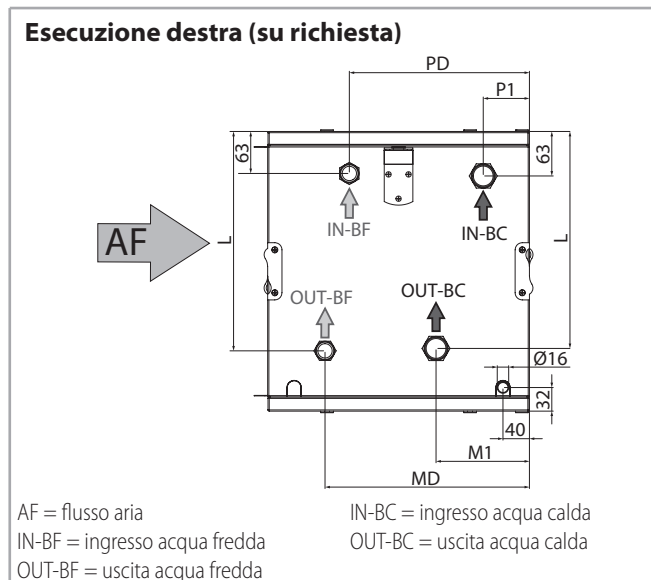 Esecuzione destra (su richiesta)
PD
P1
63
63
IN-BF
IN-BC
AF
L
L
OUT-BF
OUT-BC
Ø16
32
40
M1
MD
AF = flusso aria
IN-BF = ingresso acqua fredda
OUT-BF = uscita acqua fredda
IN-BC = ingresso acqua calda
OUT-BC = uscita acqua calda